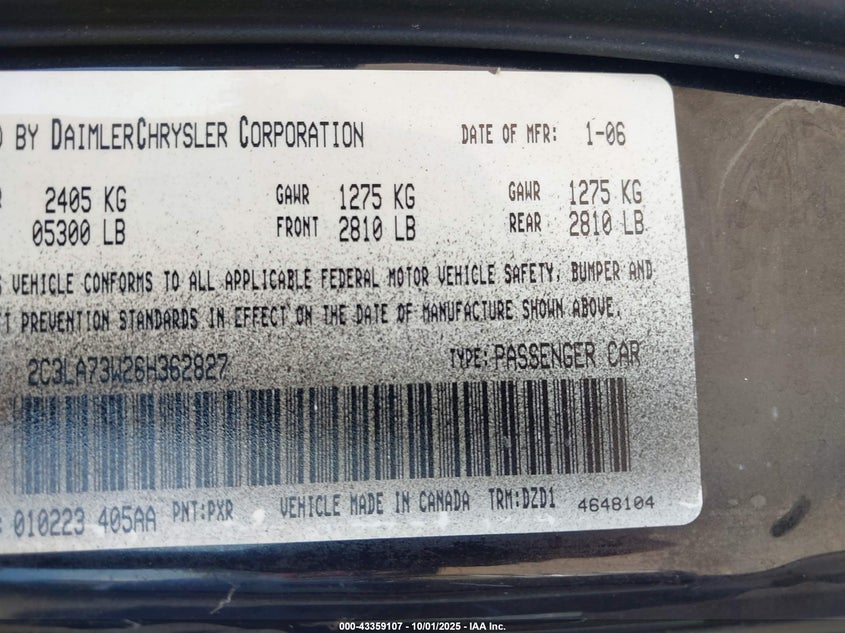 BY DAIMLERCHRYSLER CORPORATION DATE OF MFR: 1-06
2405 KG GAWR 1275 KG GAWR 1275 KG
05300 LB FRONT 2810 LB REAR 2810 LB
VEHICLE CONFORMS TO ALL APPLICABLE FEDERAL MOTOR VEHICLE SAFETY, BUMPER AND
PREVENTION STANDARDS IN EFFECT ON THE DATE OF MANUFACTURE SHOWN ABOVE.
2C3LA73W26H362827 TYPE: PASSENGER CAR
010223 405AA PNT:PXR VEHICLE MADE IN CANADA TRM:DZD1 4648104
000-43359107 - 10/01/2025 - IAA Inc.